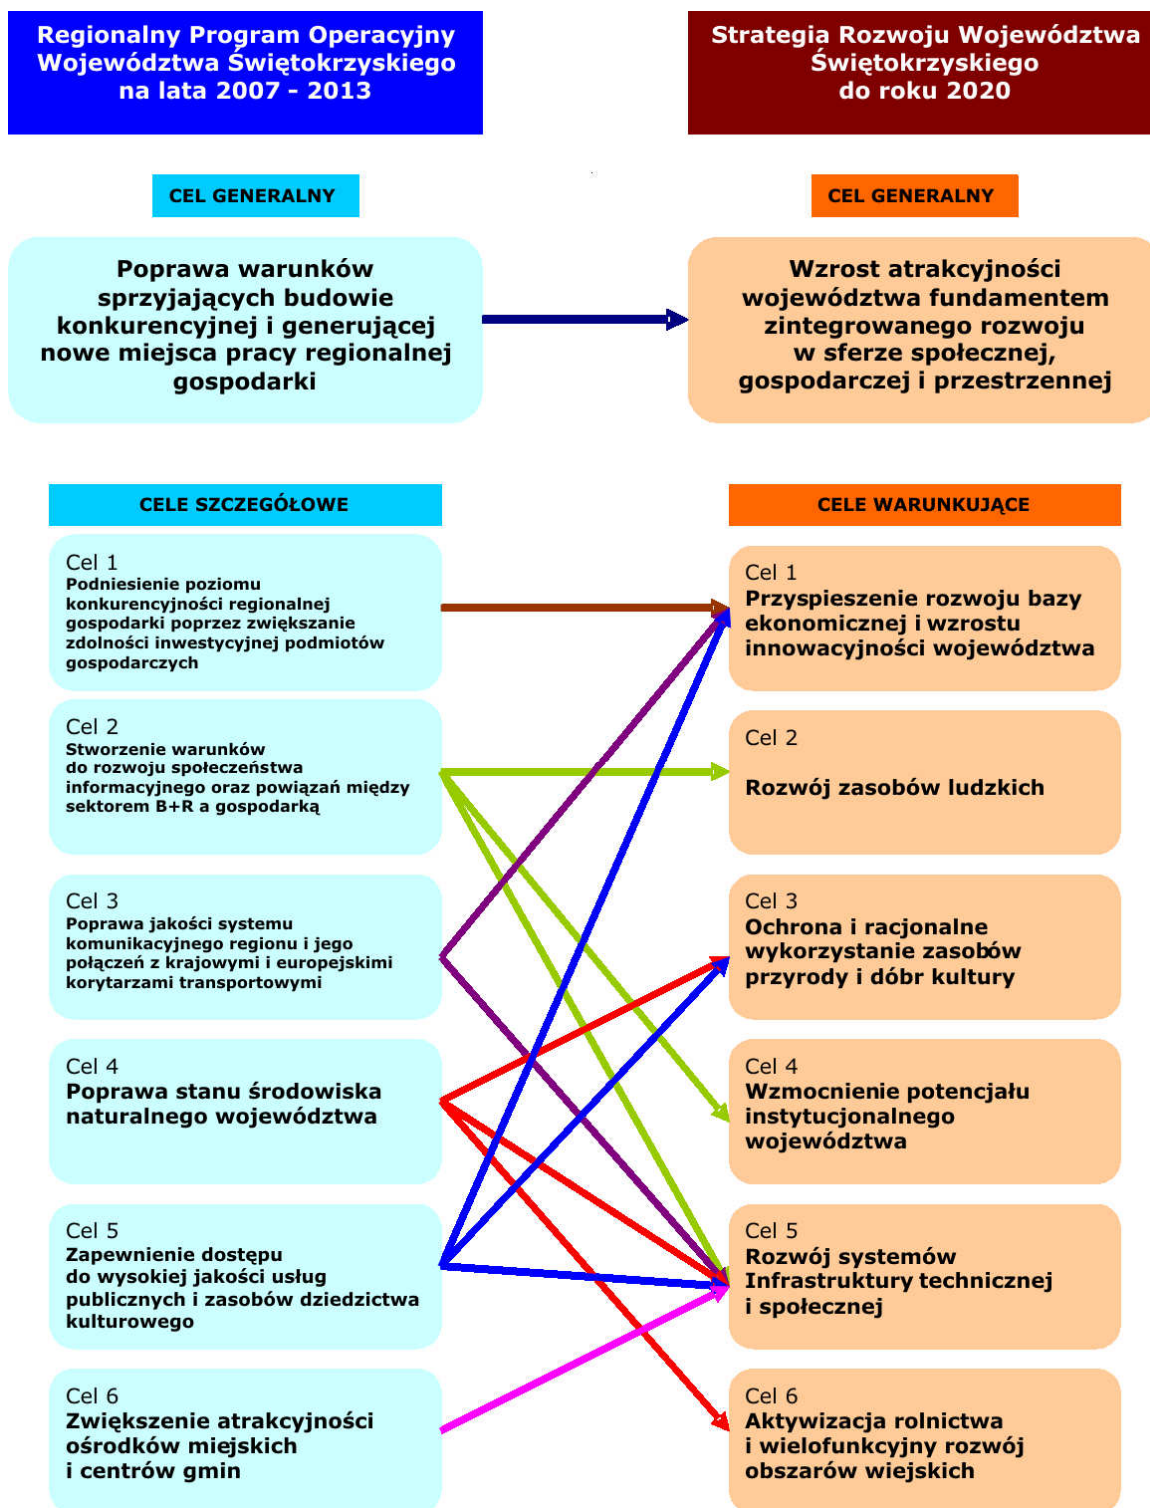 Regionalny Program Operacyjny
Województwa Świętokrzyskiego
na lata 2007 - 2013
Strategia Rozwoju Województwa
Świętokrzyskiego
do roku 2020
CEL GENERALNY
CEL GENERALNY
Poprawa warunków
sprzyjających budowie
konkurencyjnej i generującej
nowe miejsca pracy regionalnej
gospodarki
Wzrost atrakcyjności
województwa fundamentem
zintegrowanego rozwoju
w sferze społecznej,
gospodarczej i przestrzennej
CELE SZCZEGÓŁOWE
CELE WARUNKUJĄCE
Cel 1
Podniesienie poziomu
konkurencyjności regionalnej
gospodarki poprzez zwiększanie
zdolności inwestycyjnej podmiotów
gospodarczych
Cel 1
Przyspieszenie rozwoju bazy
ekonomicznej i wzrostu
innowacyjności województwa
Cel 2
Stworzenie warunków
do rozwoju społeczeństwa
informacyjnego oraz powiązań między
sektorem B+R a gospodarką
Cel 2
Rozwój zasobów ludzkich
Cel 3
Poprawa jakości systemu
komunikacyjnego regionu i jego
połączeń z krajowymi i europejskimi
korytarzami transportowymi
Cel 3
Ochrona i racjonalne
wykorzystanie zasobów
przyrody i dóbr kultury
Cel 4
Poprawa stanu środowiska
naturalnego województwa
Cel 4
Wzmocnienie potencjału
instytucjonalnego
województwa
Cel 5
Zapewnienie dostępu
do wysokiej jakości usług
publicznych i zasobów dziedzictwa
kulturowego
Cel 5
Rozwój systemów
Infrastruktury technicznej
i społecznej
Cel 6
Zwiększenie atrakcyjności
ośrodków miejskich
i centrów gmin
Cel 6
Aktywizacja rolnictwa
i wielofunkcyjny rozwój
obszarów wiejskich